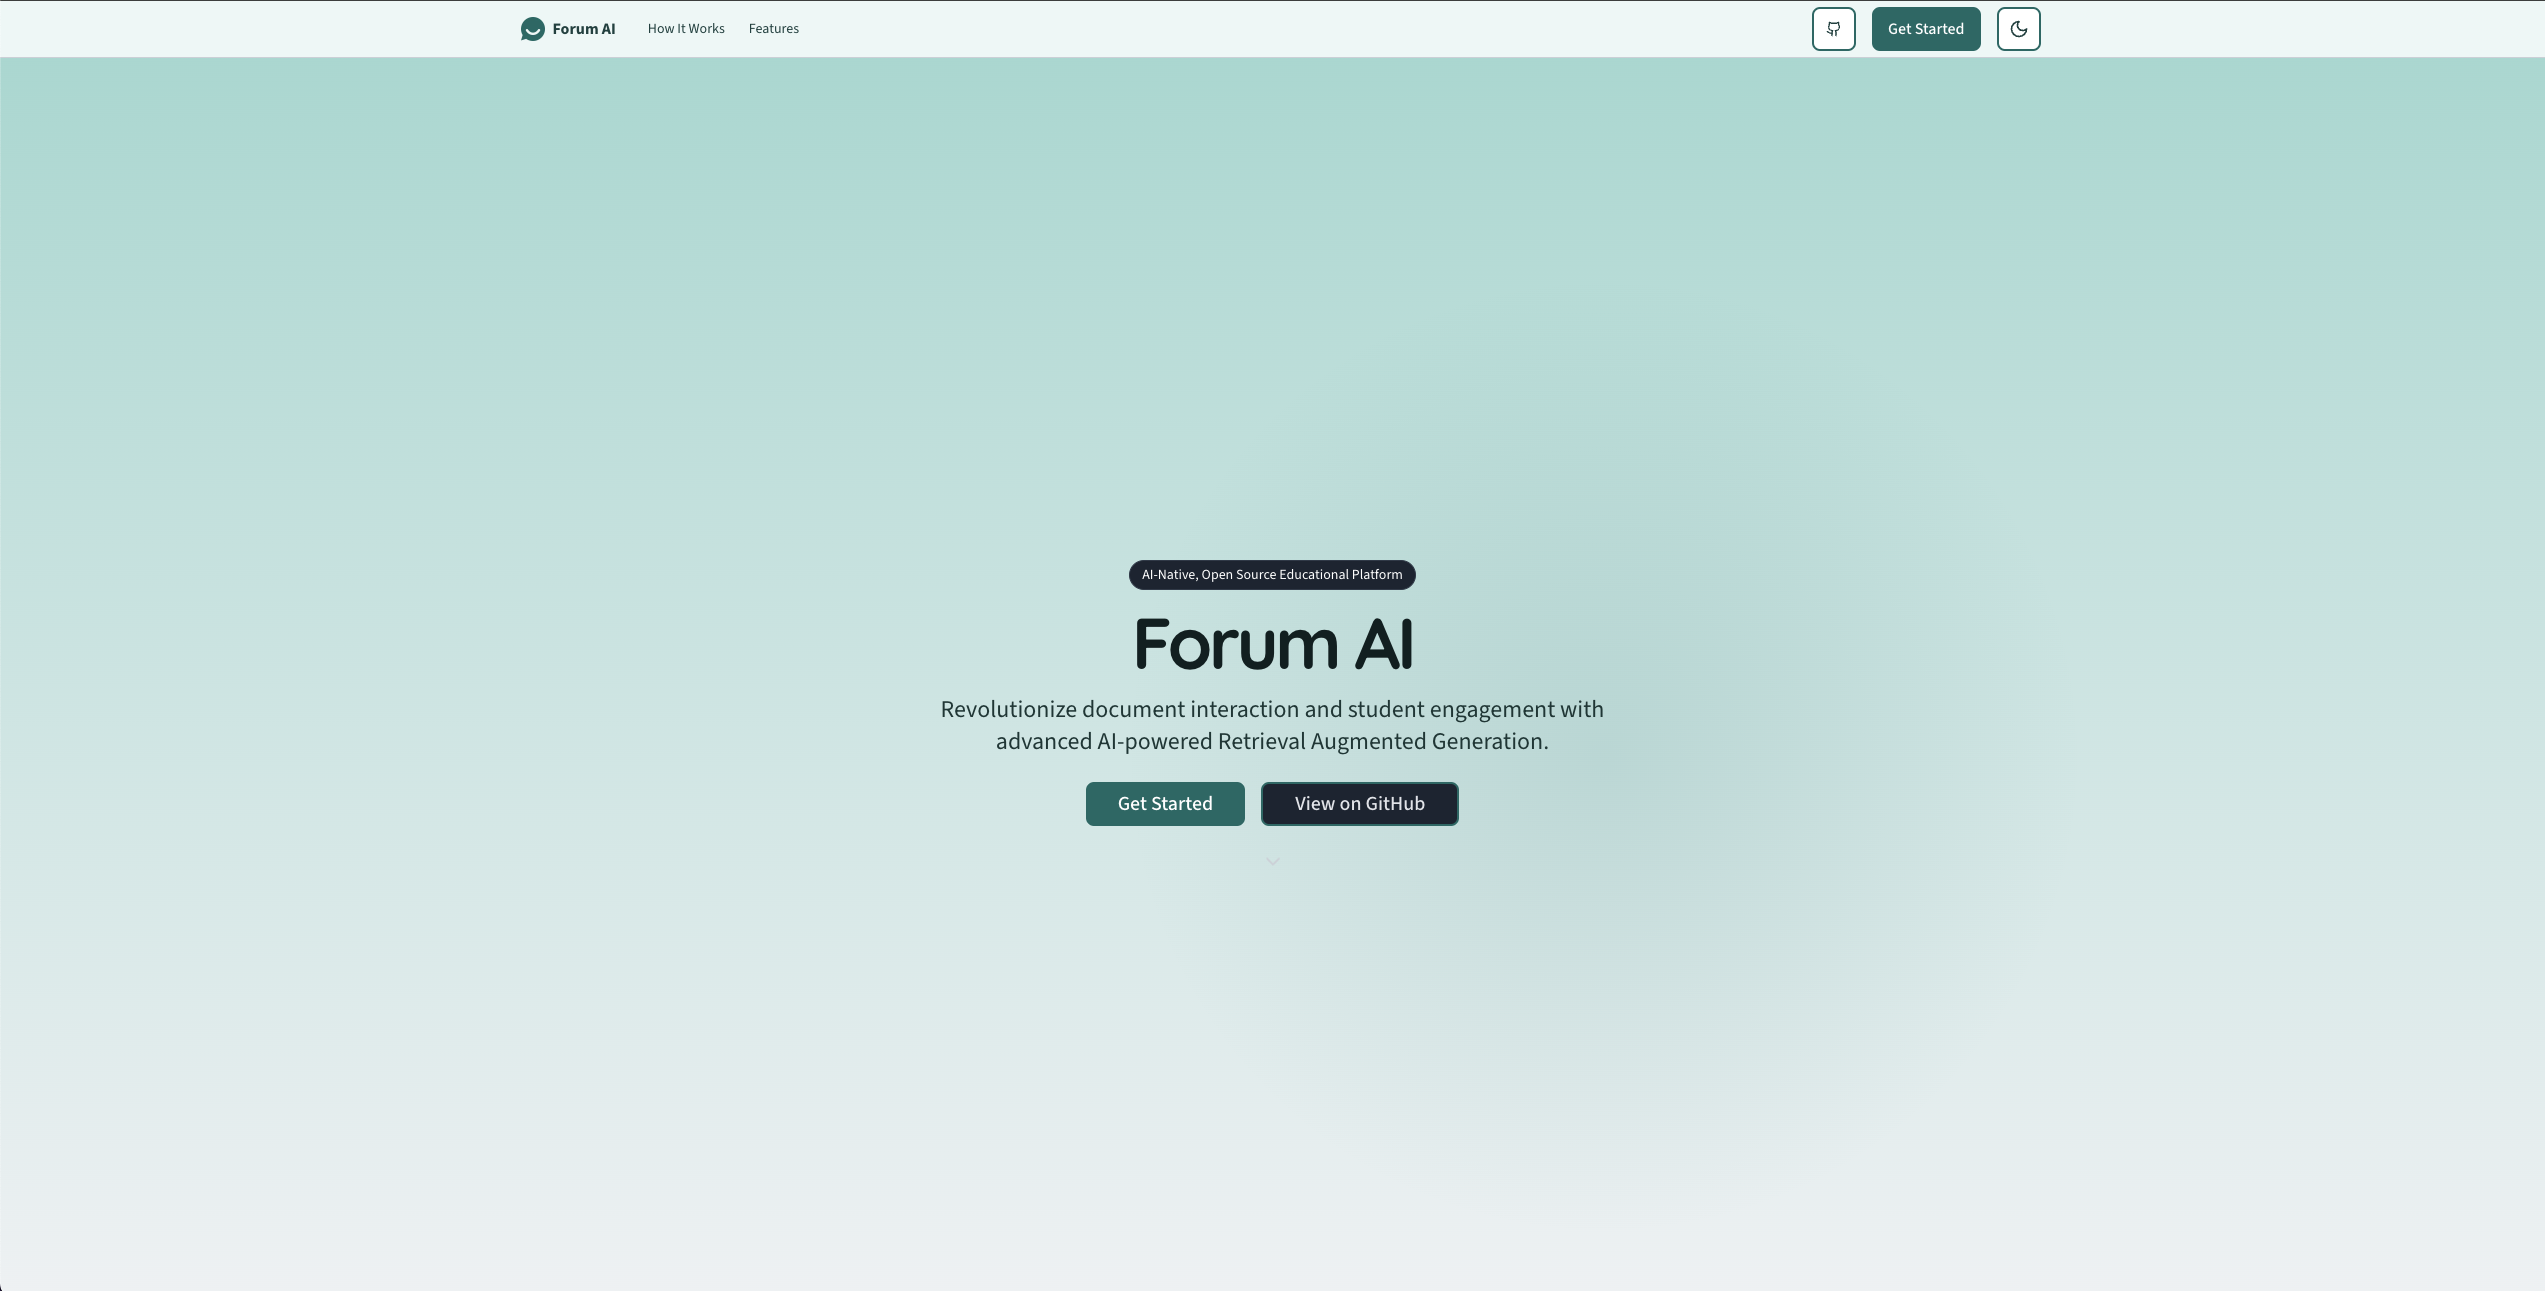 Forum AI
How It Works
Features
Get Started
AI-Native, Open Source Educational Platform
Forum AI
Revolutionize document interaction and student engagement with
advanced AI-powered Retrieval Augmented Generation.
Get Started
View on GitHub